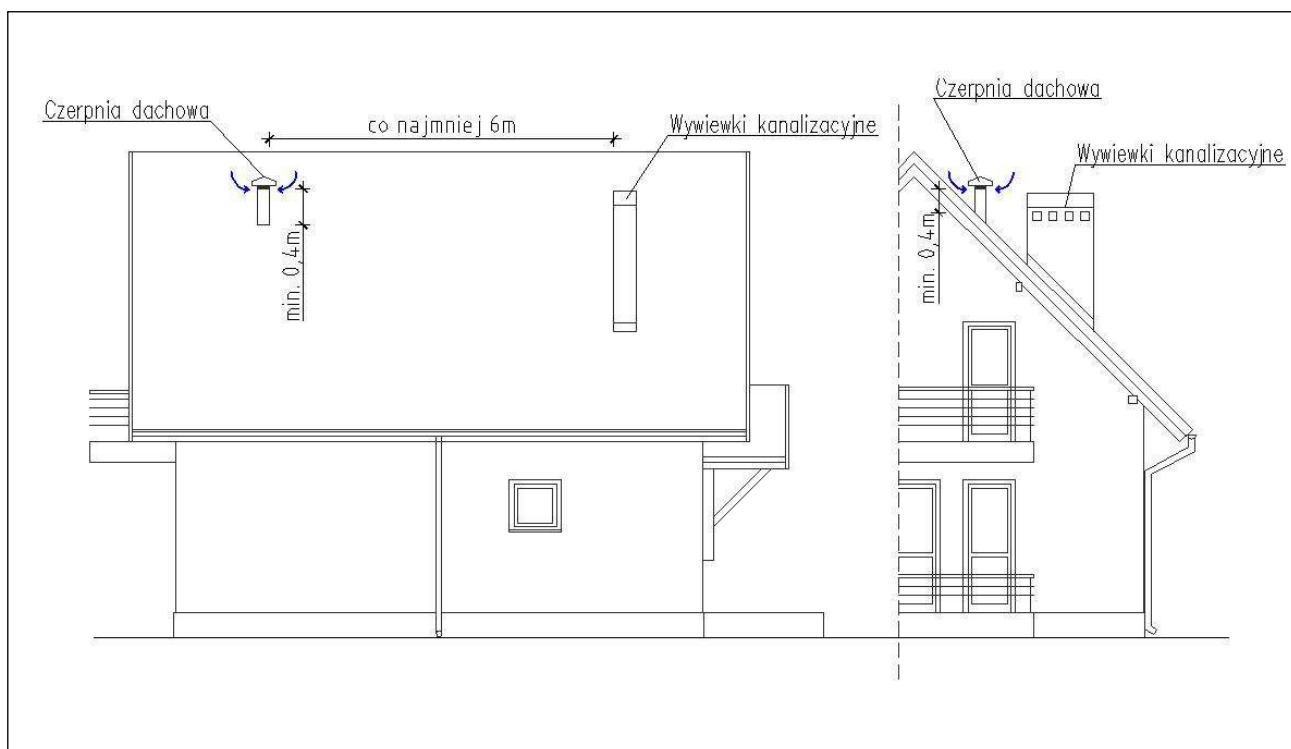 Czerpnia dachowa
co najmniej 6m
Wywiewki kanalizacyjne
min. 0,4m
Czerpnia dachowa
Wywiewki kanalizacyjne
min. 0,4m